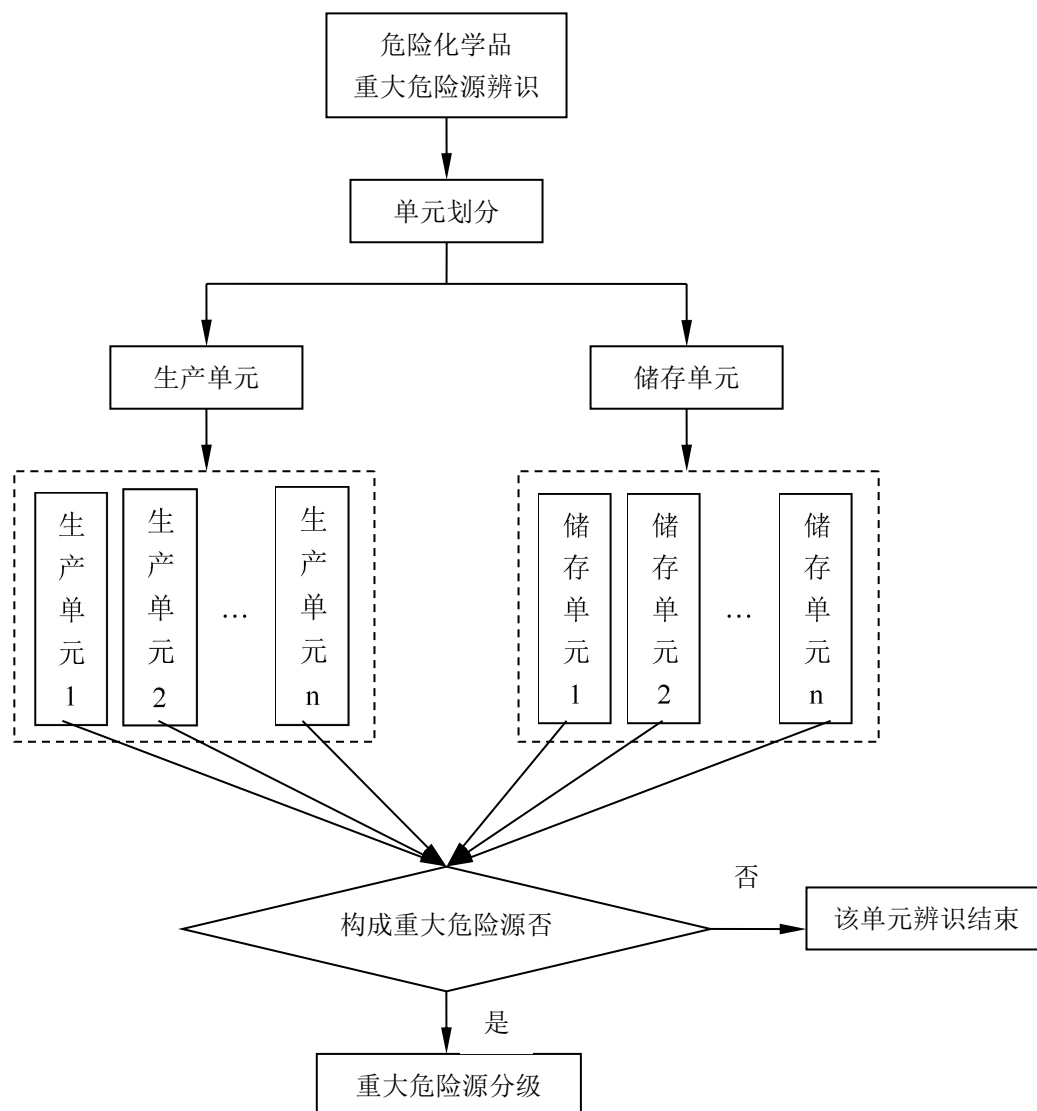 危险化学品
重大危险源辨识
单元划分
生产单元
储存单元
生产单元1
生产单元2
…
生产单元n
储存单元1
储存单元2
…
储存单元n
构成重大危险源否
否
该单元辨识结束
是
重大危险源分级